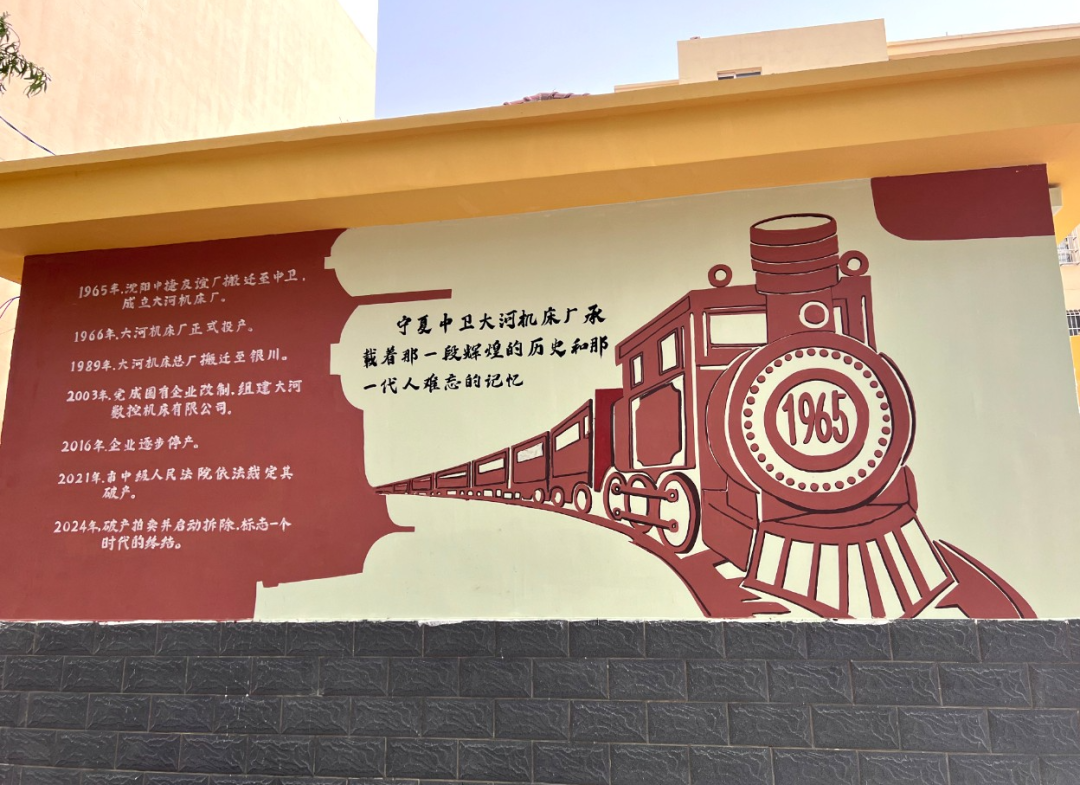 1965年.沈阳中捷友谊厂搬迁至中卫,
成立大河机床厂。
1966年.大河机床厂正式投产。
1989年.大河机床总厂搬迁至银川。
2003年.完成国有企业改制.组建大河
数控机床有限公司。
2016年.企业逐步停产。
2021年.市中级人民法院依法裁定其
破产。
2024年.破产拍卖并启动拆除.标志一个
时代的终结。
宁夏中卫大河机床厂承
载着那一段辉煌的历史和那
一代人难忘的记忆
1965